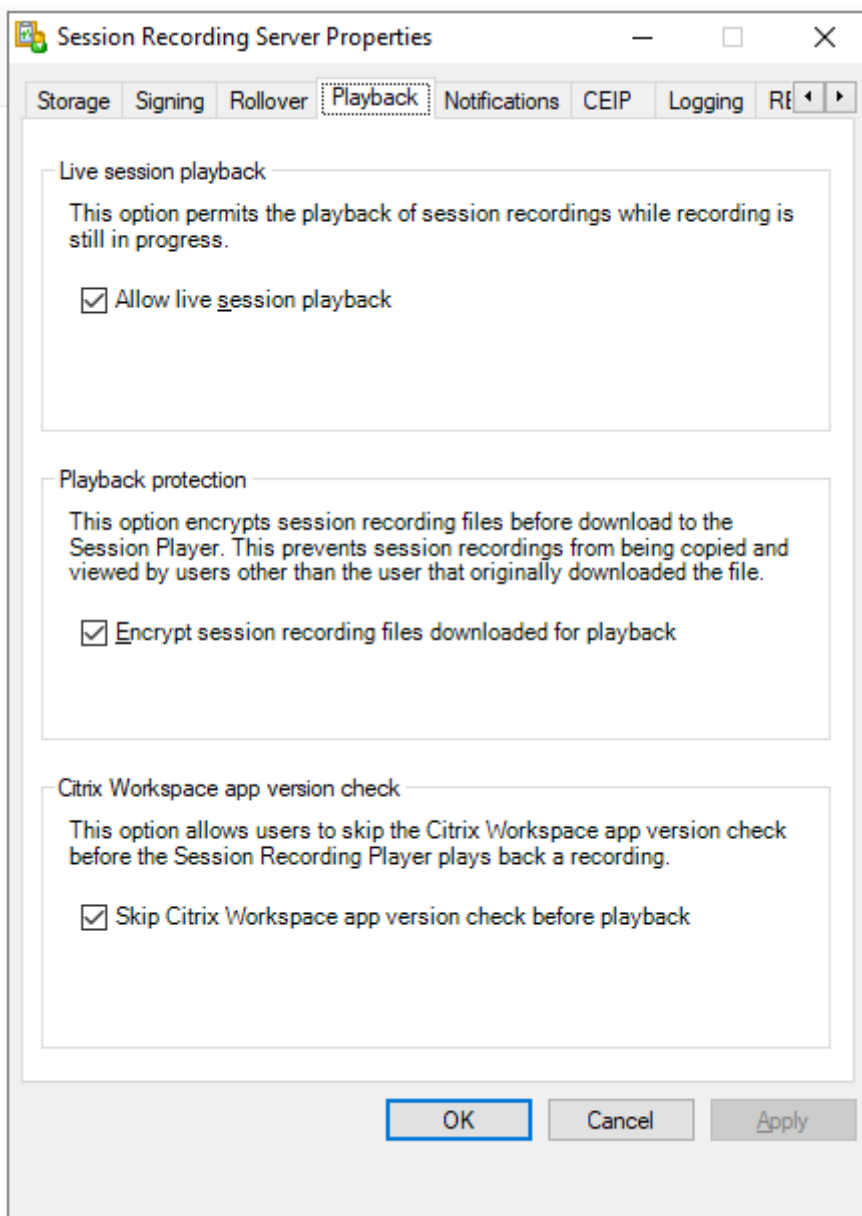 Session Recording Server Properties
Storage Signing Rollover Playback Notifications CEIP Logging
Live session playback
This option permits the playback of session recordings while recording is
still in progress.
Allow live session playback
Playback protection
This option encrypts session recording files before download to the
Session Player. This prevents session recordings from being copied and
viewed by users other than the user that originally downloaded the file.
Encrypt session recording files downloaded for playback
Citrix Workspace app version check
This option allows users to skip the Citrix Workspace app version check
before the Session Recording Player plays back a recording.
Skip Citrix Workspace app version check before playback
OK Cancel Apply